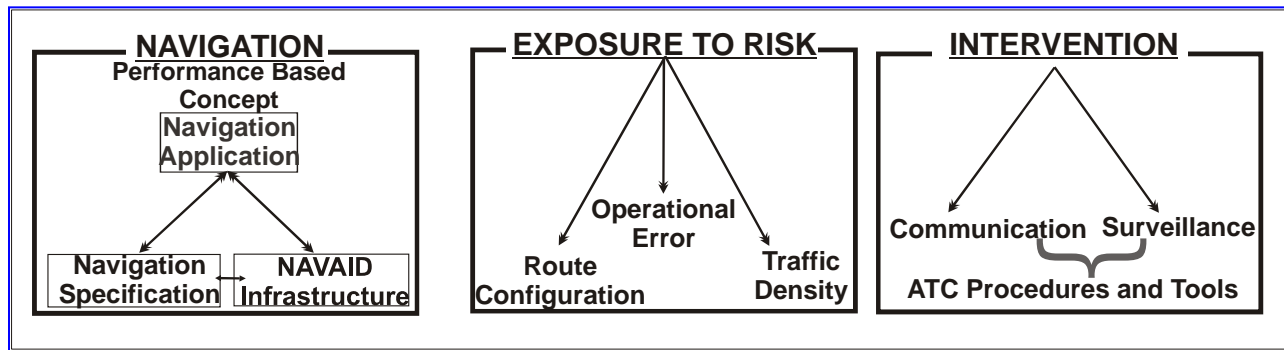 NAVIGATION
Performance Based
Concept
Navigation
Application
Navigation
Specification
NAVAID
Infrastructure
EXPOSURE TO RISK
Operational
Error
Route
Configuration
Traffic
Density
INTERVENTION
Communication
Surveillance
ATC Procedures and Tools